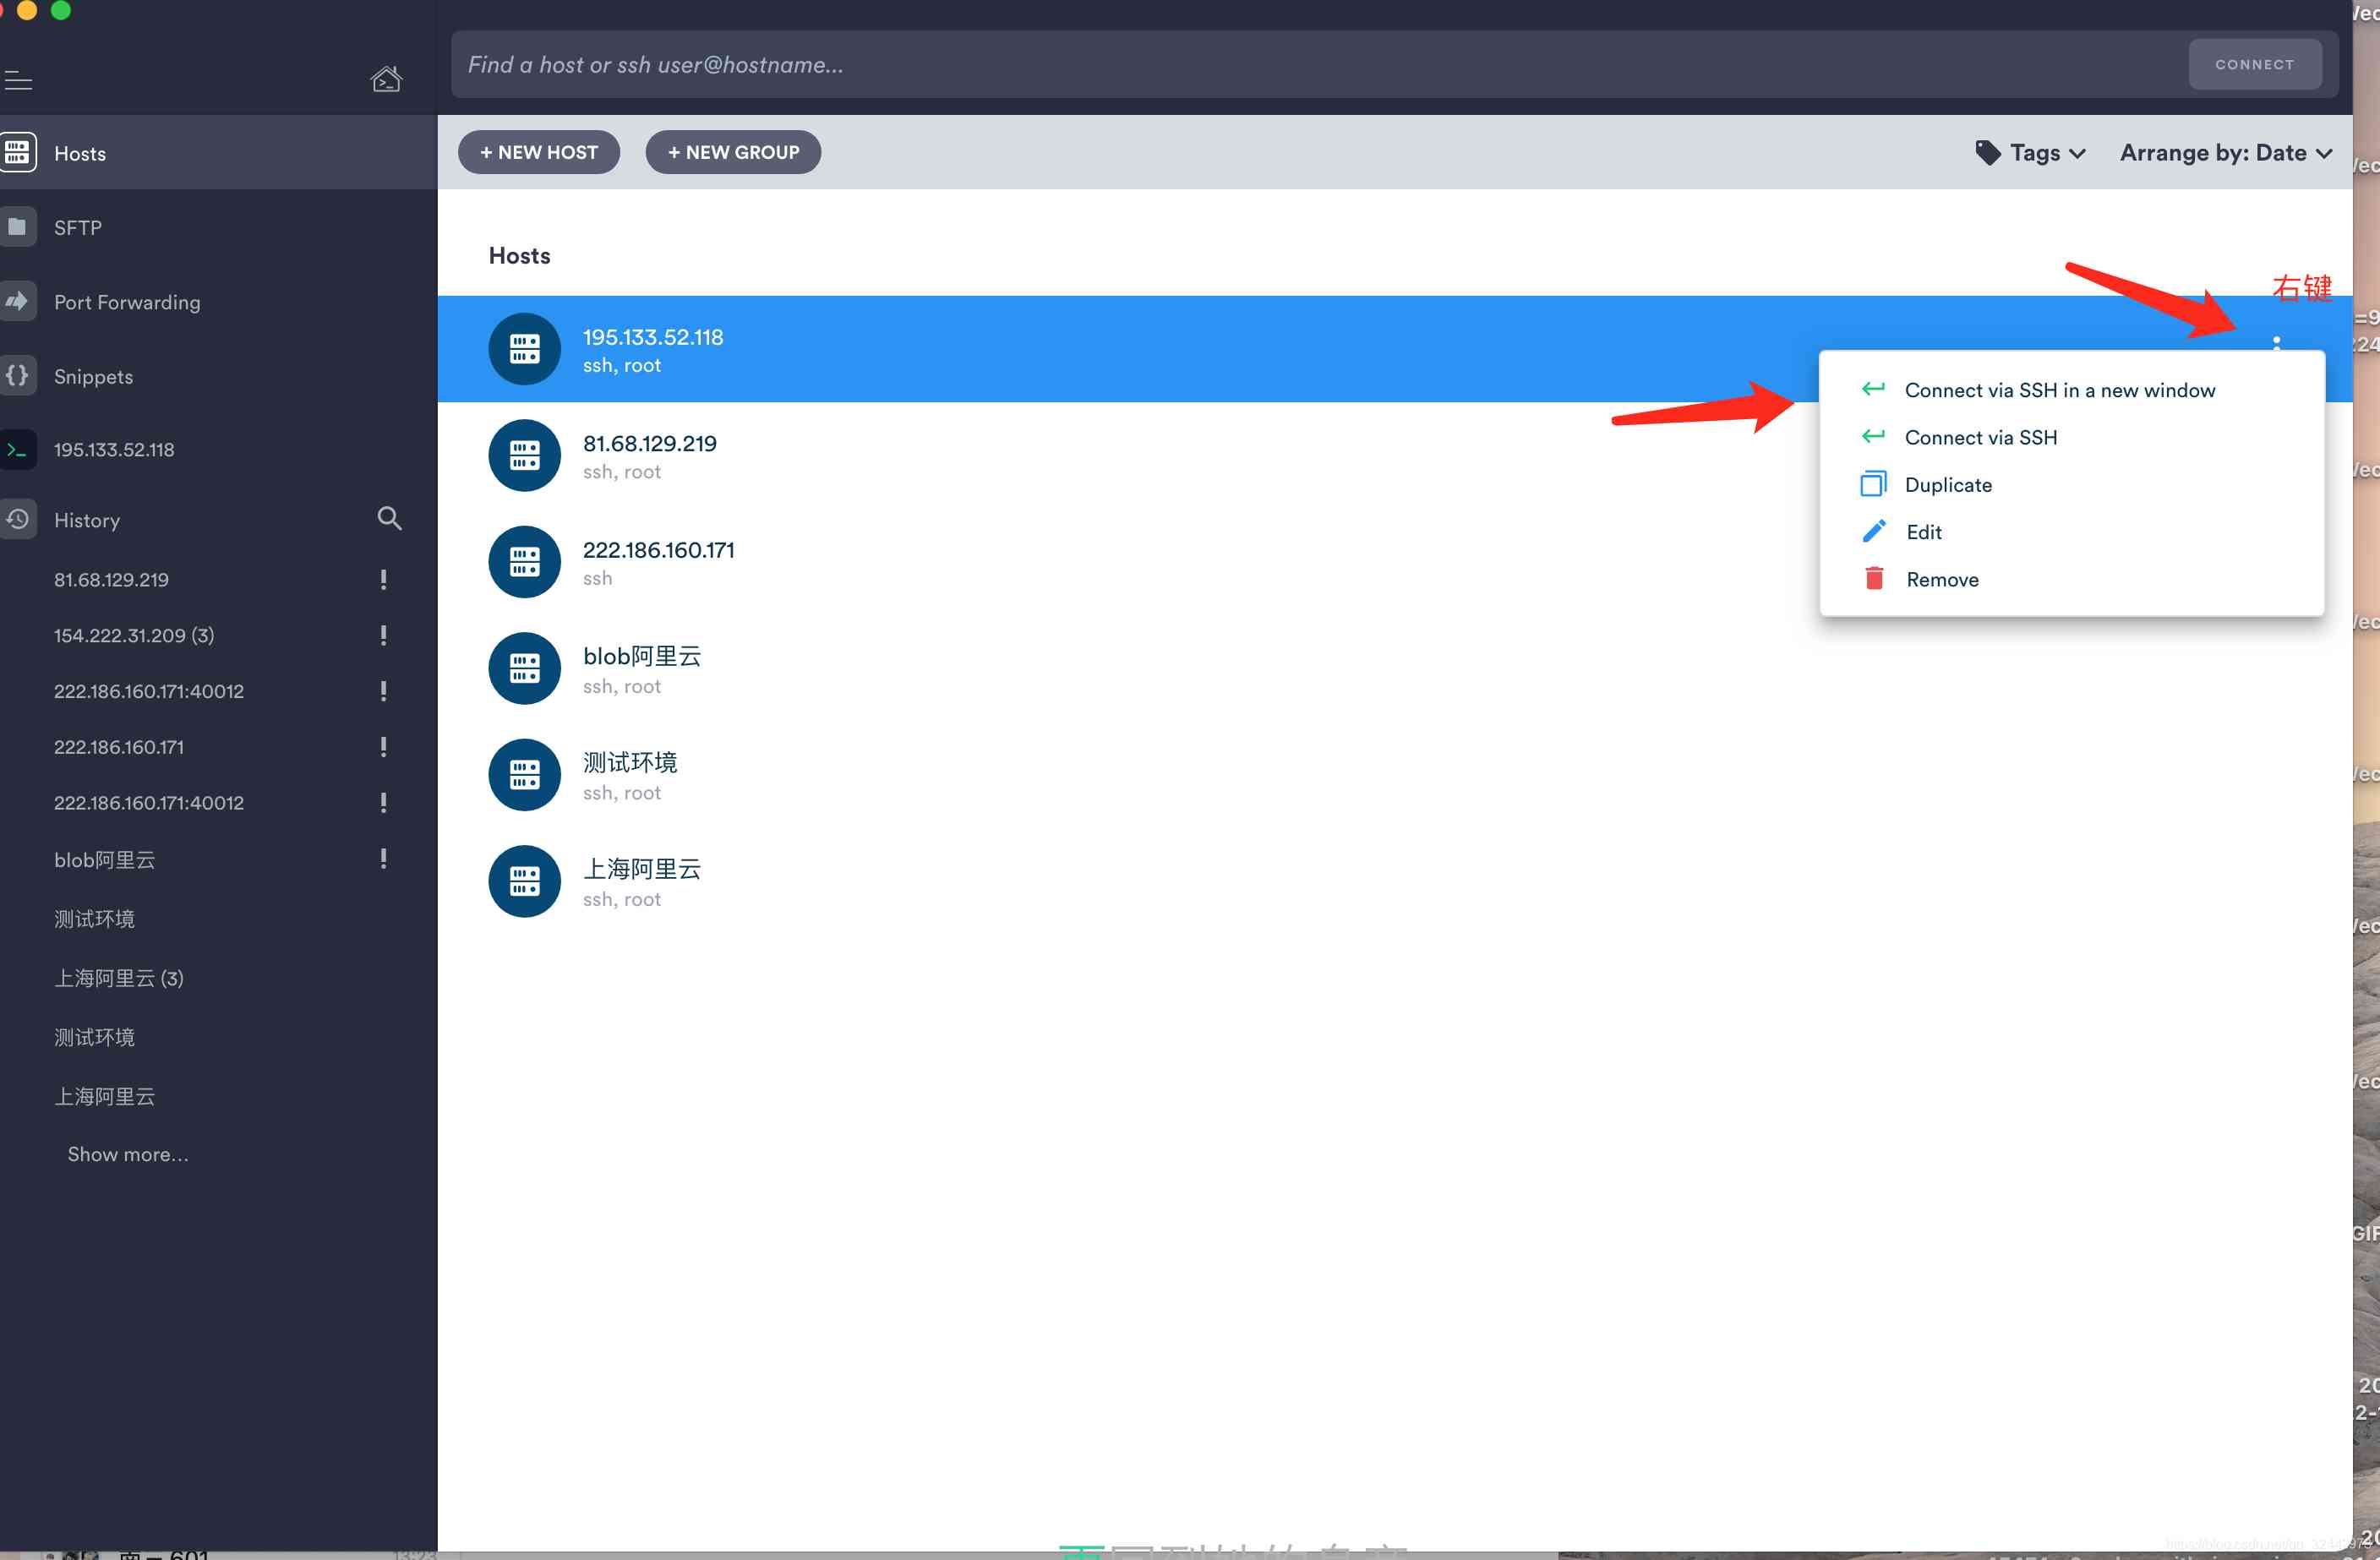 Find a host or ssh user@hostname...
CONNECT
Hosts
SFTP
Port Forwarding
Snippets
195.133.52.118
History
81.68.129.219
154.222.31.209 (3)
222.186.160.171:40012
222.186.160.171
222.186.160.171:40012
blob阿里云
测试环境
上海阿里云 (3)
测试环境
上海阿里云
Show more...
+ NEW HOST
+ NEW GROUP
Tags
Arrange by: Date
Hosts
右键
195.133.52.118
ssh, root
81.68.129.219
ssh, root
222.186.160.171
ssh
blob阿里云
ssh, root
测试环境
ssh, root
上海阿里云
ssh, root
Connect via SSH in a new window
Connect via SSH
Duplicate
Edit
Remove